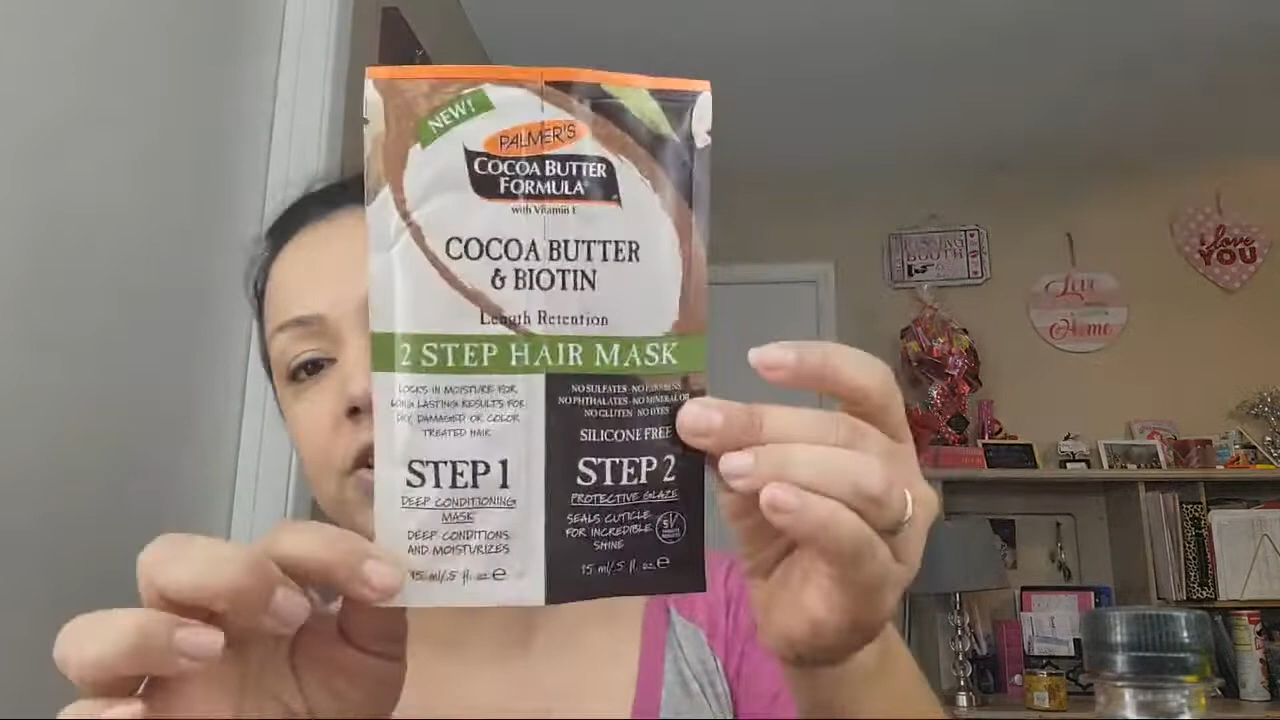 NEW!
PALMER'S
COCOA BUTTER
FORMULA®
with Vitamin E
COCOA BUTTER
& BIOTIN
Length Retention
2 STEP HAIR MASK
LOCKS IN MOISTURE FOR
LONG LASTING RESULTS FOR
DRY, DAMAGED OR COLOR
TREATED HAIR
STEP 1
DEEP CONDITIONING
MASK
DEEP CONDITIONS
AND MOISTURIZES
15 ml/.5 fl. oz. e
NO SULFATES · NO PARABENS
NO PHTHALATES · NO MINERAL OIL
NO GLUTEN · NO DYES
SILICONE FREE
STEP 2
PROTECTIVE GLAZE
SEALS CUTICLE
FOR INCREDIBLE
SHINE
15 ml/.5 fl. oz. e
KISSING
BOOTH
Love
Home
I love
YOU